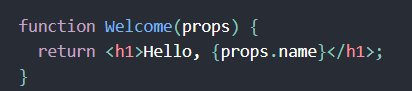 function Welcome(props) {
  return <h1>Hello, {props.name}</h1>;
}